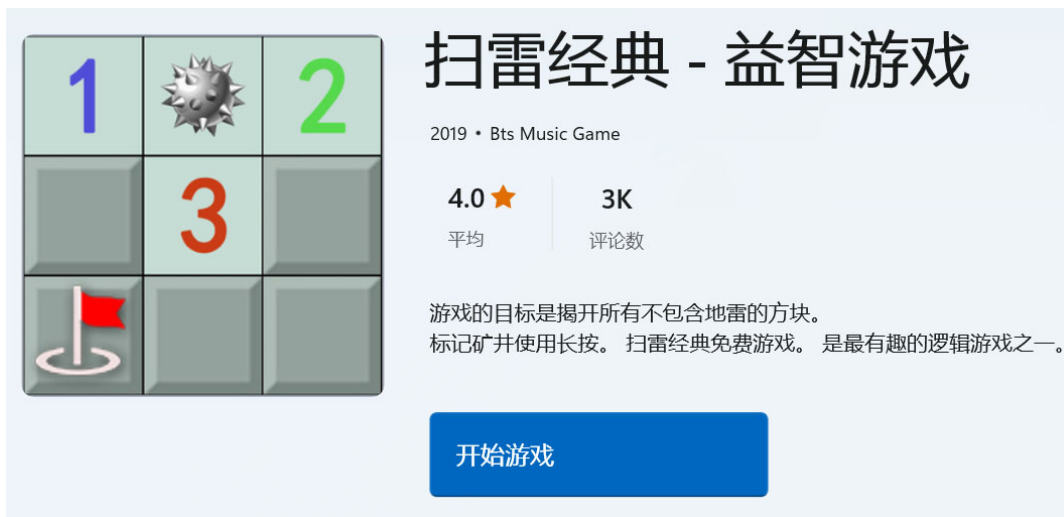 1 2
3
扫雷经典 - 益智游戏
2019 • Bts Music Game
4.0 3K
平均 评论数
游戏的目标是揭开所有不包含地雷的方块。
标记矿井使用长按。 扫雷经典免费游戏。 是最有趣的逻辑游戏之一。
开始游戏